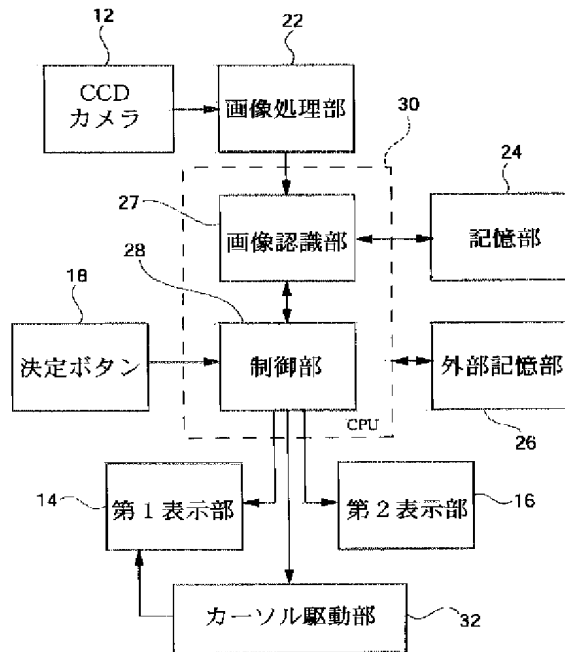 12
22
CCD
カメラ
画像処理部
30
27
24
画像認識部
記憶部
28
18
決定ボタン
制御部
外部記憶部
CPU
26
14
第1表示部
第2表示部
16
カーソル駆動部
32